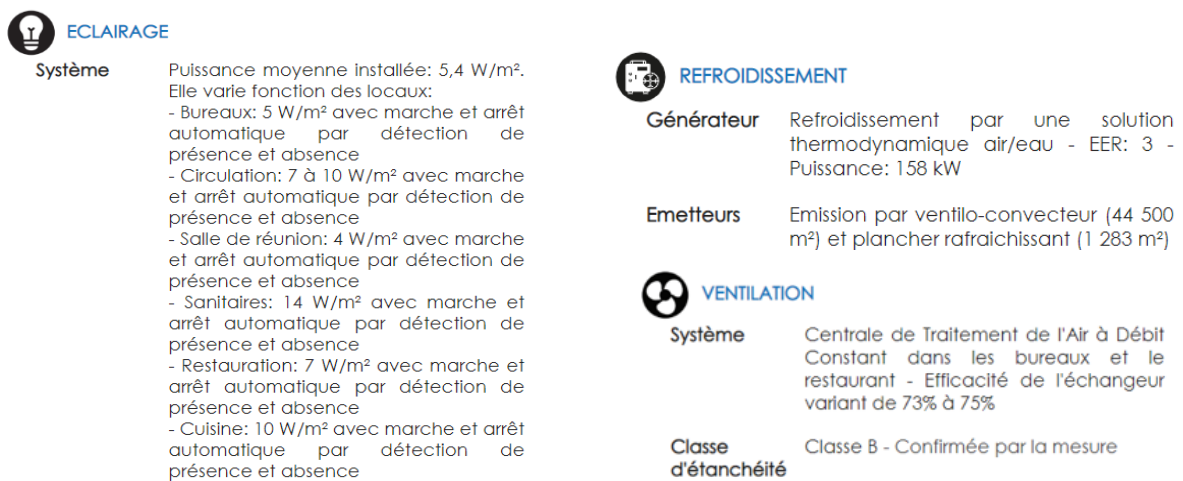 ECLAIRAGE
Système
Puissance moyenne installée: 5,4 W/m².
Elle varie fonction des locaux:
- Bureaux: 5 W/m² avec marche et arrêt
automatique par détection de
présence et absence
- Circulation: 7 à 10 W/m² avec marche
et arrêt automatique par détection de
présence et absence
- Salle de réunion: 4 W/m² avec marche
et arrêt automatique par détection de
présence et absence
- Sanitaires: 14 W/m² avec marche et
arrêt automatique par détection de
présence et absence
- Restauration: 7 W/m² avec marche et
arrêt automatique par détection de
présence et absence
- Cuisine: 10 W/m² avec marche et arrêt
automatique par détection de
présence et absence
REFROIDISSEMENT
Générateur
Refroidissement par une solution
thermodynamique air/eau - EER: 3 -
Puissance: 158 kW
Emetteurs
Emission par ventilo-convecteur (44 500
m²) et plancher rafraichissant (1 283 m²)
VENTILATION
Système
Centrale de Traitement de l'Air à Débit
Constant dans les bureaux et le
restaurant - Efficacité de l'échangeur
variant de 73% à 75%
Classe
d'étanchéité
Classe B - Confirmée par la mesure